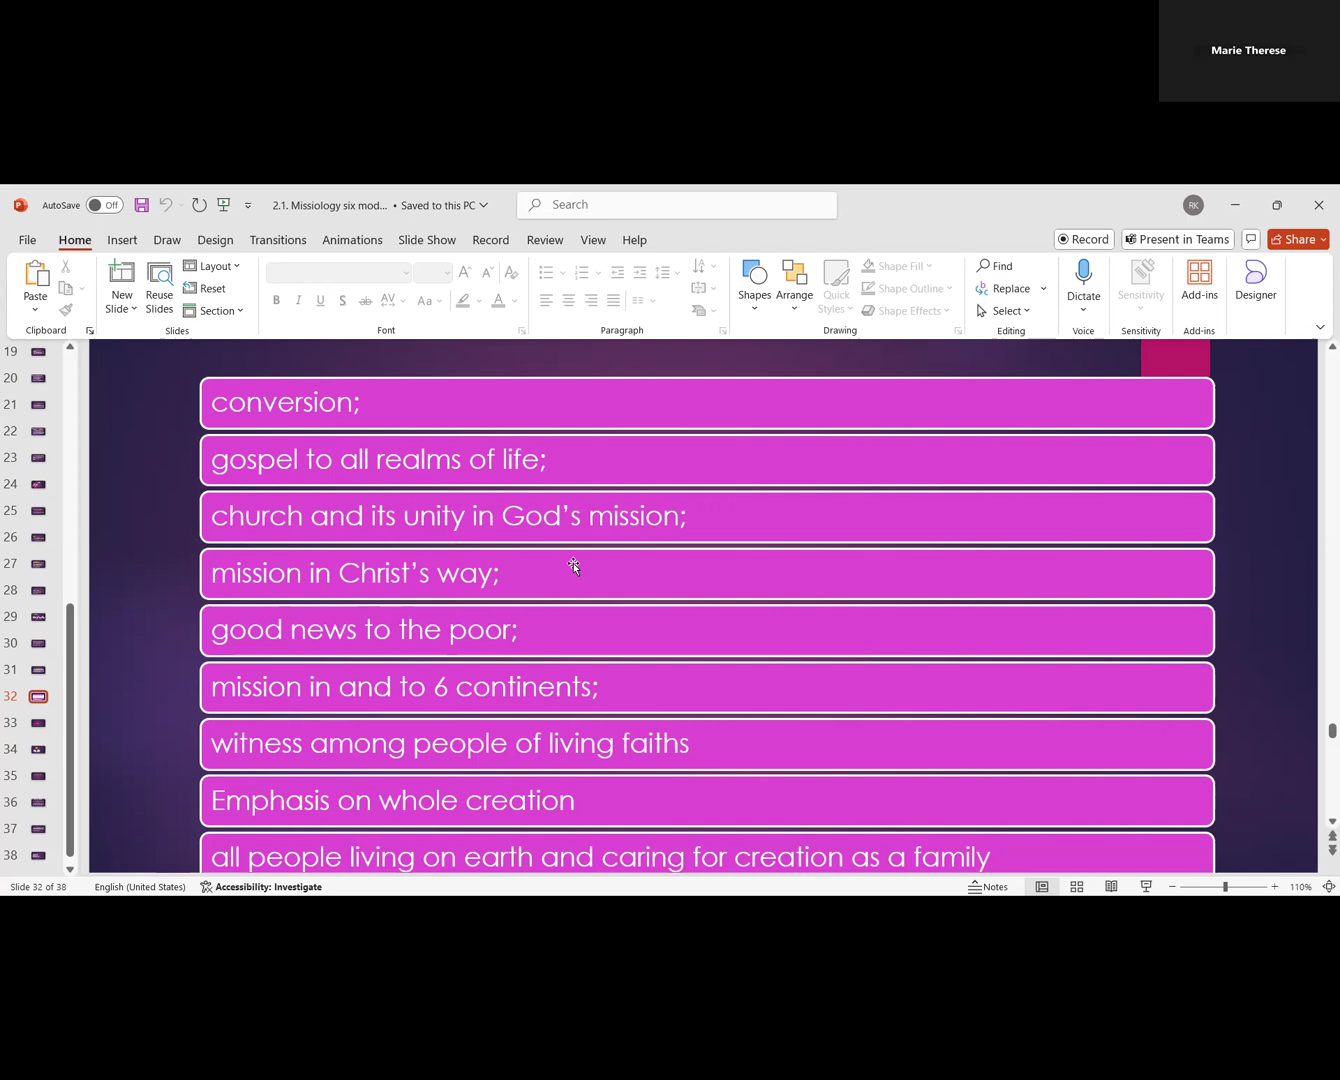 Marie Therese
AutoSave Off 2.1. Missiology six mod... • Saved to this PC Search RK
File Home Insert Draw Design Transitions Animations Slide Show Record Review View Help Record Present in Teams Share
Paste
Clipboard
New Slide
Reuse Slides
Layout
Reset
Section
Slides
B I U S ab AV Aa A
Font
Paragraph
Shapes
Arrange
Quick Styles
Shape Fill
Shape Outline
Shape Effects
Drawing
Find
Replace
Select
Editing
Dictate
Voice
Sensitivity
Sensitivity
Add-ins
Add-ins
Designer
19
20
21
22
23
24
25
26
27
28
29
30
31
32
33
34
35
36
37
38
conversion;
gospel to all realms of life;
church and its unity in God’s mission;
mission in Christ’s way;
good news to the poor;
mission in and to 6 continents;
witness among people of living faiths
Emphasis on whole creation
all people living on earth and caring for creation as a family
Slide 32 of 38 English (United States) Accessibility: Investigate Notes 110%